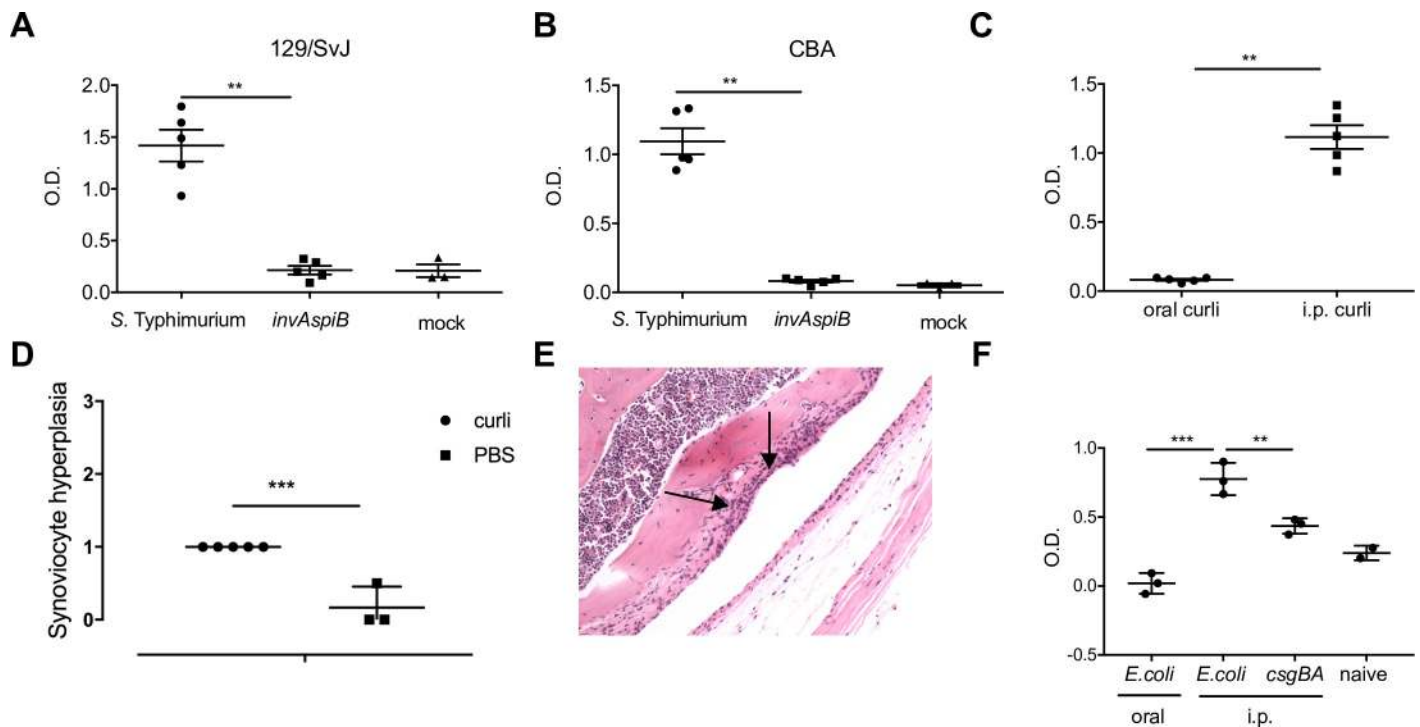 A
129/SvJ
**
2.0
1.5
1.0
0.5
0.0
O.D.
S. Typhimurium invAspiB mock
B
CBA
**
1.5
1.0
0.5
0.0
O.D.
S. Typhimurium invAspiB mock
C
**
1.5
1.0
0.5
0.0
O.D.
oral curli i.p. curli
D
Synoviocyte hyperplasia
3
2
1
0
***
curli
PBS
E
F
*** **
1.0
0.5
0.0
-0.5
O.D.
E.coli E.coli csgBA naive
oral i.p.